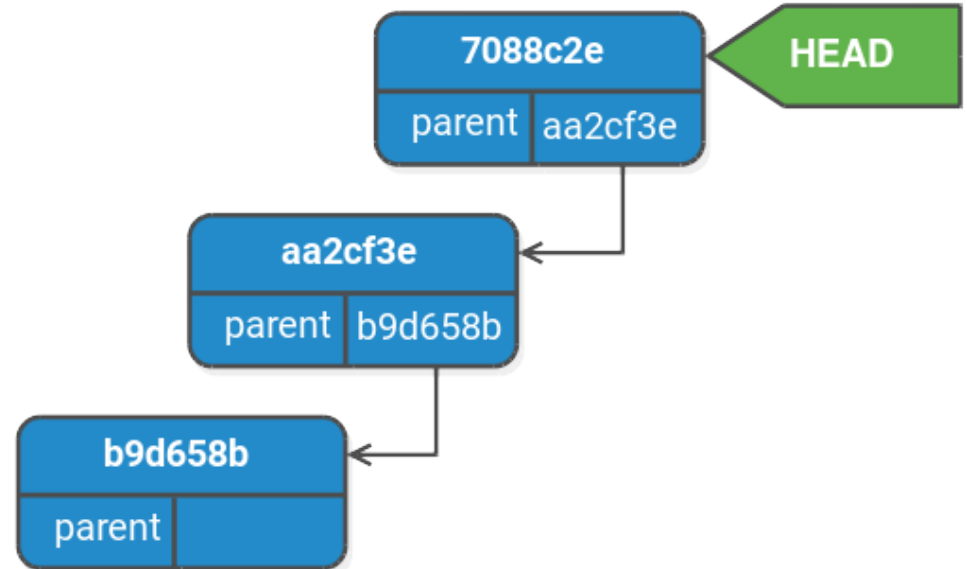 7088c2e
HEAD
parent aa2cf3e
aa2cf3e
parent b9d658b
b9d658b
parent